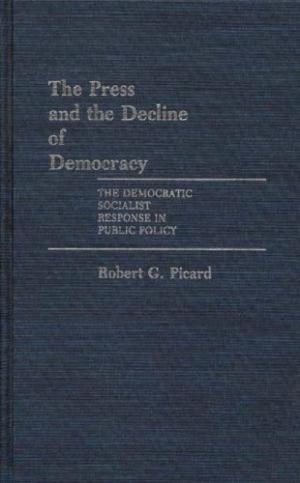 The Press
and the Decline
of
Democracy
THE DEMOCRATIC
SOCIALIST
RESPONSE IN
PUBLIC POLICY
Robert G. Picard